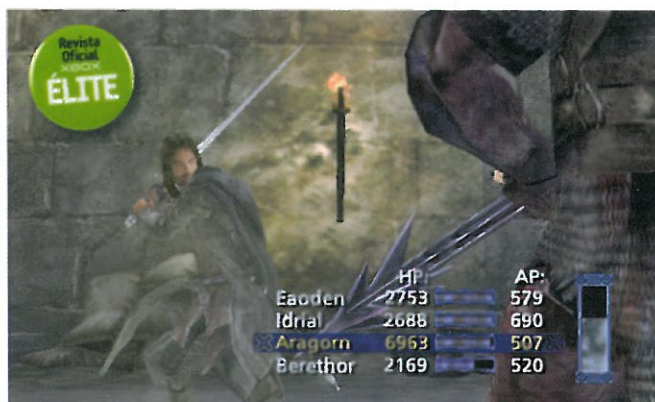 Revista
Oficial
XBOX
ÉLITE
HP: AP:
Eaoden 2753 579
Idrial 2688 690
Aragorn 6963 507
Berethor 2169 520